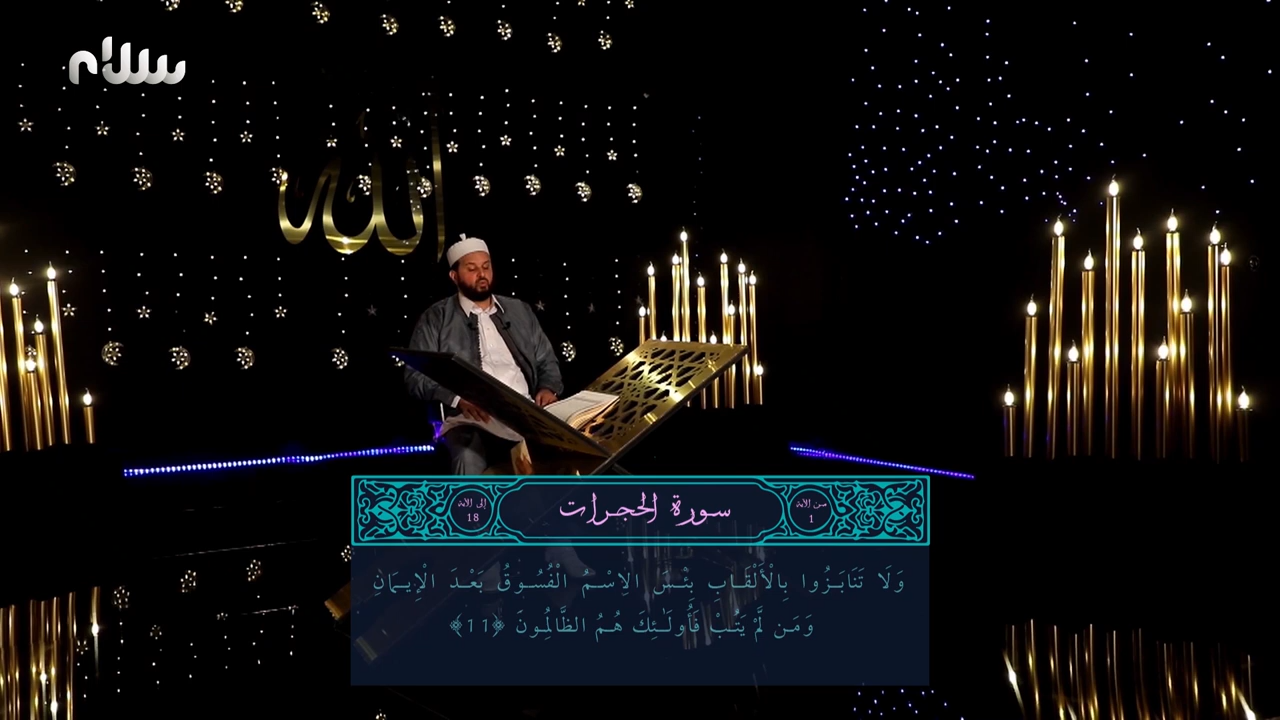 سلام
الله
من الآية
1
سورة الحجرات
إلى الآية
18
وَلَا تَنَابَزُوا بِالْأَلْقَابِ بِئْسَ الِاسْمُ الْفُسُوقُ بَعْدَ الْإِيمَانِ
وَمَن لَّمْ يَتُبْ فَأُولَٰئِكَ هُمُ الظَّالِمُونَ ﴿11﴾